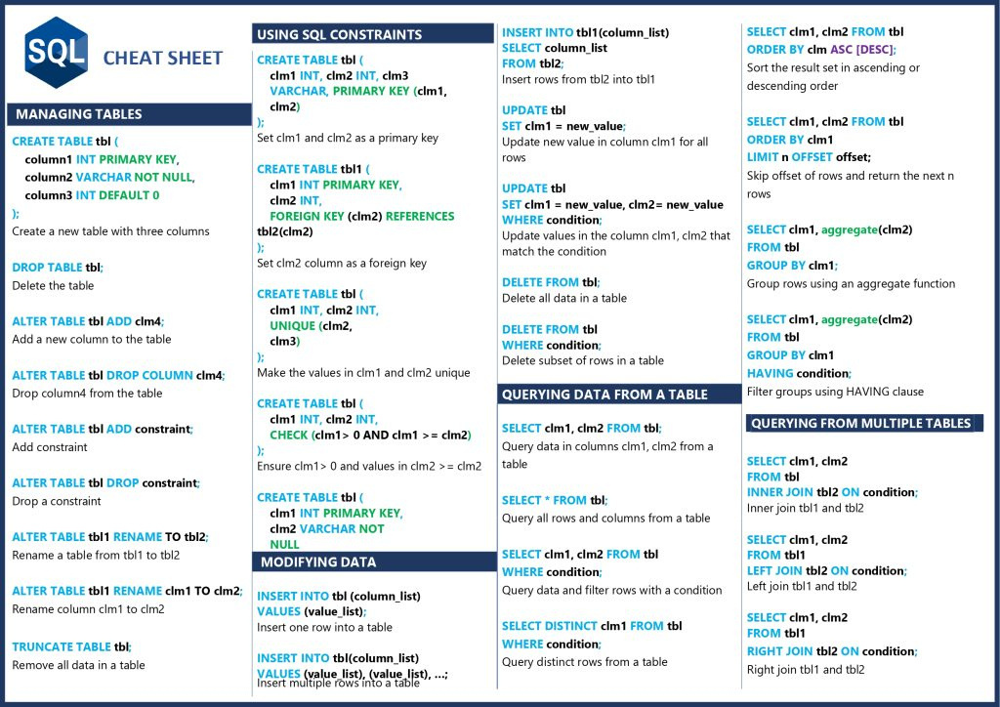 SQL
CHEAT SHEET
MANAGING TABLES
CREATE TABLE tbl (
column1 INT PRIMARY KEY,
column2 VARCHAR NOT NULL,
column3 INT DEFAULT 0
);
Create a new table with three columns
DROP TABLE tbl;
Delete the table
ALTER TABLE tbl ADD clm4;
Add a new column to the table
ALTER TABLE tbl DROP COLUMN clm4;
Drop column4 from the table
ALTER TABLE tbl ADD constraint;
Add constraint
ALTER TABLE tbl DROP constraint;
Drop a constraint
ALTER TABLE tbl1 RENAME TO tbl2;
Rename a table from tbl1 to tbl2
ALTER TABLE tbl1 RENAME clm1 TO clm2;
Rename column clm1 to clm2
TRUNCATE TABLE tbl;
Remove all data in a table
USING SQL CONSTRAINTS
CREATE TABLE tbl (
clm1 INT, clm2 INT, clm3
VARCHAR, PRIMARY KEY (clm1,
clm2)
);
Set clm1 and clm2 as a primary key
CREATE TABLE tbl1 (
clm1 INT PRIMARY KEY,
clm2 INT,
FOREIGN KEY (clm2) REFERENCES
tbl2(clm2)
);
Set clm2 column as a foreign key
CREATE TABLE tbl (
clm1 INT, clm2 INT,
UNIQUE (clm2,
clm3)
);
Make the values in clm1 and clm2 unique
CREATE TABLE tbl (
clm1 INT, clm2 INT,
CHECK (clm1> 0 AND clm1 >= clm2)
);
Ensure clm1> 0 and values in clm2 >= clm2
CREATE TABLE tbl (
clm1 INT PRIMARY KEY,
clm2 VARCHAR NOT
NULL
MODIFYING DATA
INSERT INTO tbl (column_list)
VALUES (value_list);
Insert one row into a table
INSERT INTO tbl(column_list)
VALUES (value_list), (value_list), …;
Insert multiple rows into a table
INSERT INTO tbl1(column_list)
SELECT column_list
FROM tbl2;
Insert rows from tbl2 into tbl1
UPDATE tbl
SET clm1 = new_value;
Update new value in column clm1 for all
rows
UPDATE tbl
SET clm1 = new_value, clm2= new_value
WHERE condition;
Update values in the column clm1, clm2 that
match the condition
DELETE FROM tbl;
Delete all data in a table
DELETE FROM tbl
WHERE condition;
Delete subset of rows in a table
QUERYING DATA FROM A TABLE
SELECT clm1, clm2 FROM tbl;
Query data in columns clm1, clm2 from a
table
SELECT * FROM tbl;
Query all rows and columns from a table
SELECT clm1, clm2 FROM tbl
WHERE condition;
Query data and filter rows with a condition
SELECT DISTINCT clm1 FROM tbl
WHERE condition;
Query distinct rows from a table
SELECT clm1, clm2 FROM tbl
ORDER BY clm ASC [DESC];
Sort the result set in ascending or
descending order
SELECT clm1, clm2 FROM tbl
ORDER BY clm1
LIMIT n OFFSET offset;
Skip offset of rows and return the next n
rows
SELECT clm1, aggregate(clm2)
FROM tbl
GROUP BY clm1;
Group rows using an aggregate function
SELECT clm1, aggregate(clm2)
FROM tbl
GROUP BY clm1
HAVING condition;
Filter groups using HAVING clause
QUERYING FROM MULTIPLE TABLES
SELECT clm1, clm2
FROM tbl
INNER JOIN tbl2 ON condition;
Inner join tbl1 and tbl2
SELECT clm1, clm2
FROM tbl1
LEFT JOIN tbl2 ON condition;
Left join tbl1 and tbl2
SELECT clm1, clm2
FROM tbl1
RIGHT JOIN tbl2 ON condition;
Right join tbl1 and tbl2